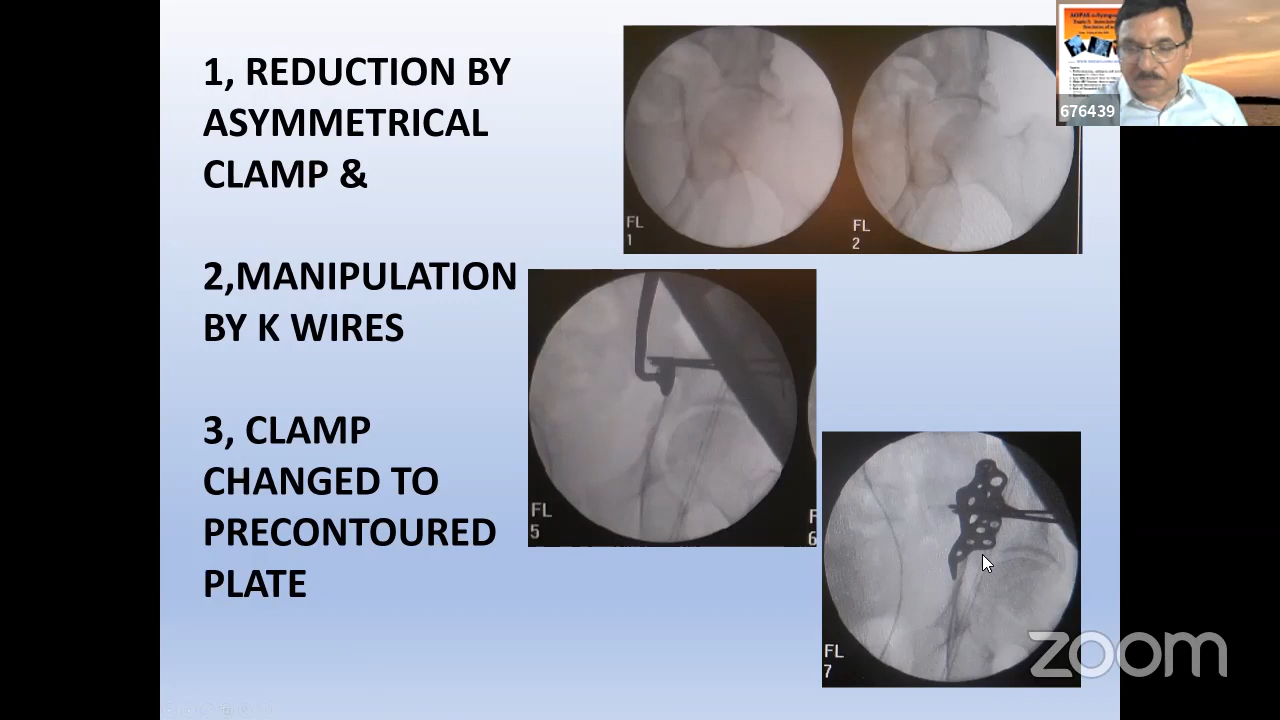 1, REDUCTION BY
ASYMMETRICAL
CLAMP &
2,MANIPULATION
BY K WIRES
3, CLAMP
CHANGED TO
PRECONTOURED
PLATE
FL
1
FL
2
FL
5
F
6
FL
7
676439
zoom